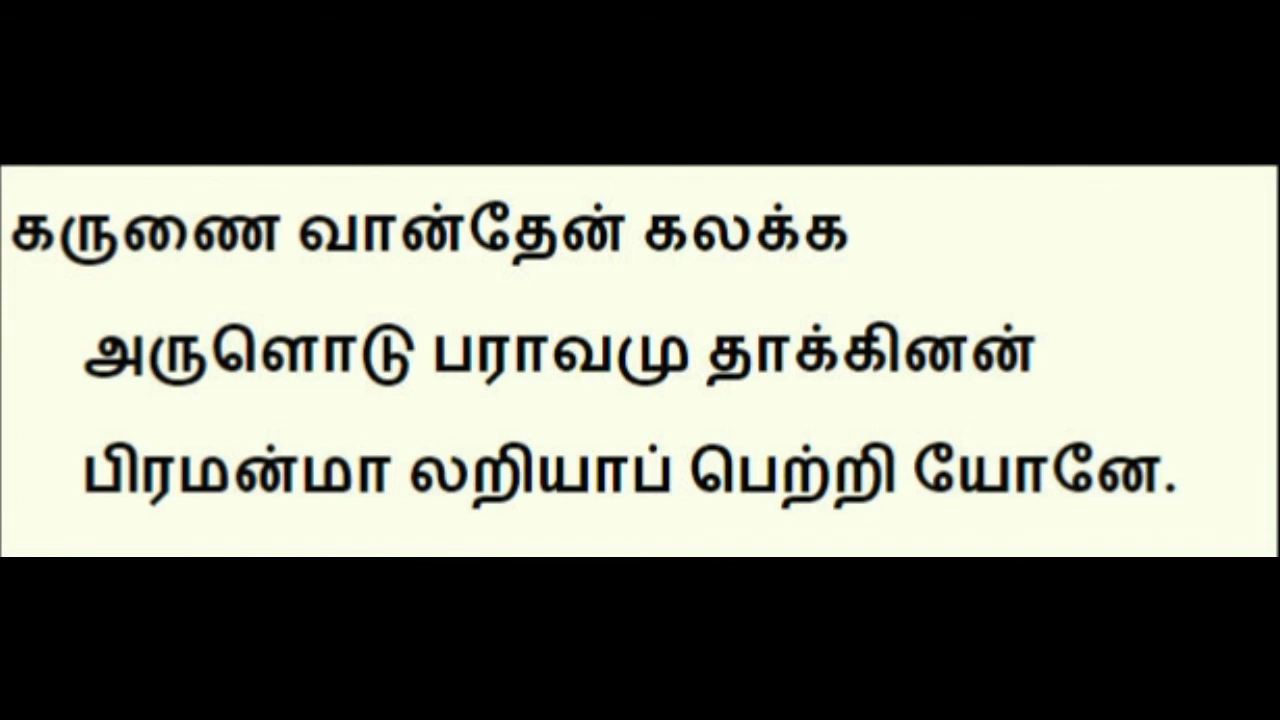 கருணை வான்தேன் கலக்க
அருளொடு பராவமு தாக்கினன்
பிரமன்மா லறியாப் பெற்றி யோனே.